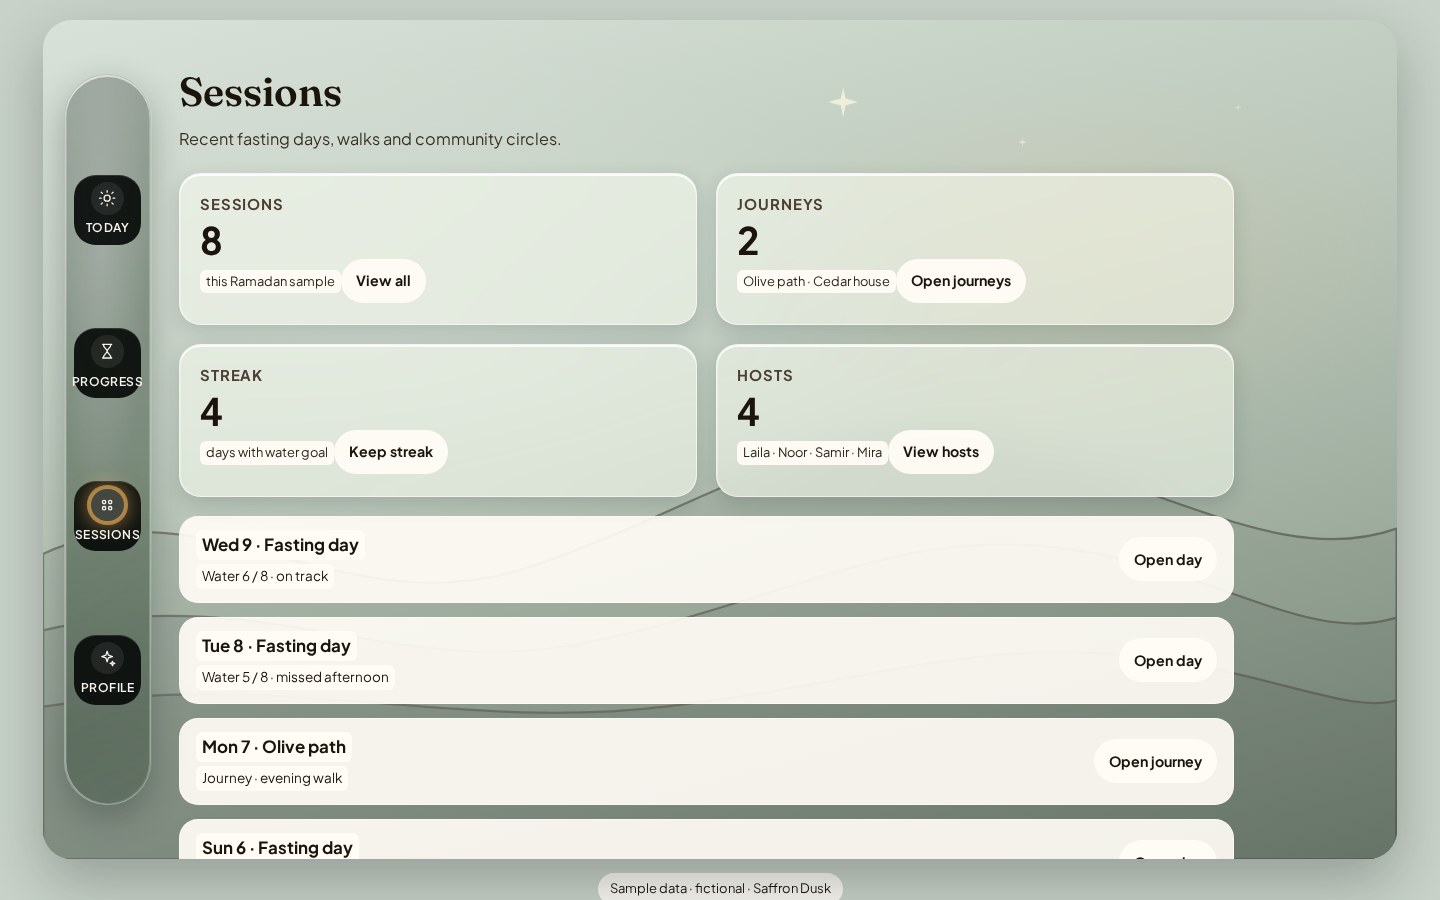 Sessions
Recent fasting days, walks and community circles.
TODAY
PROGRESS
SESSIONS
PROFILE
SESSIONS
8
this Ramadan sample
View all
JOURNEYS
2
Olive path · Cedar house
Open journeys
STREAK
4
days with water goal
Keep streak
HOSTS
4
Laila · Noor · Samir · Mira
View hosts
Wed 9 · Fasting day
Water 6 / 8 · on track
Open day
Tue 8 · Fasting day
Water 5 / 8 · missed afternoon
Open day
Mon 7 · Olive path
Journey · evening walk
Open journey
Sun 6 · Fasting day
Sample data · fictional · Saffron Dusk